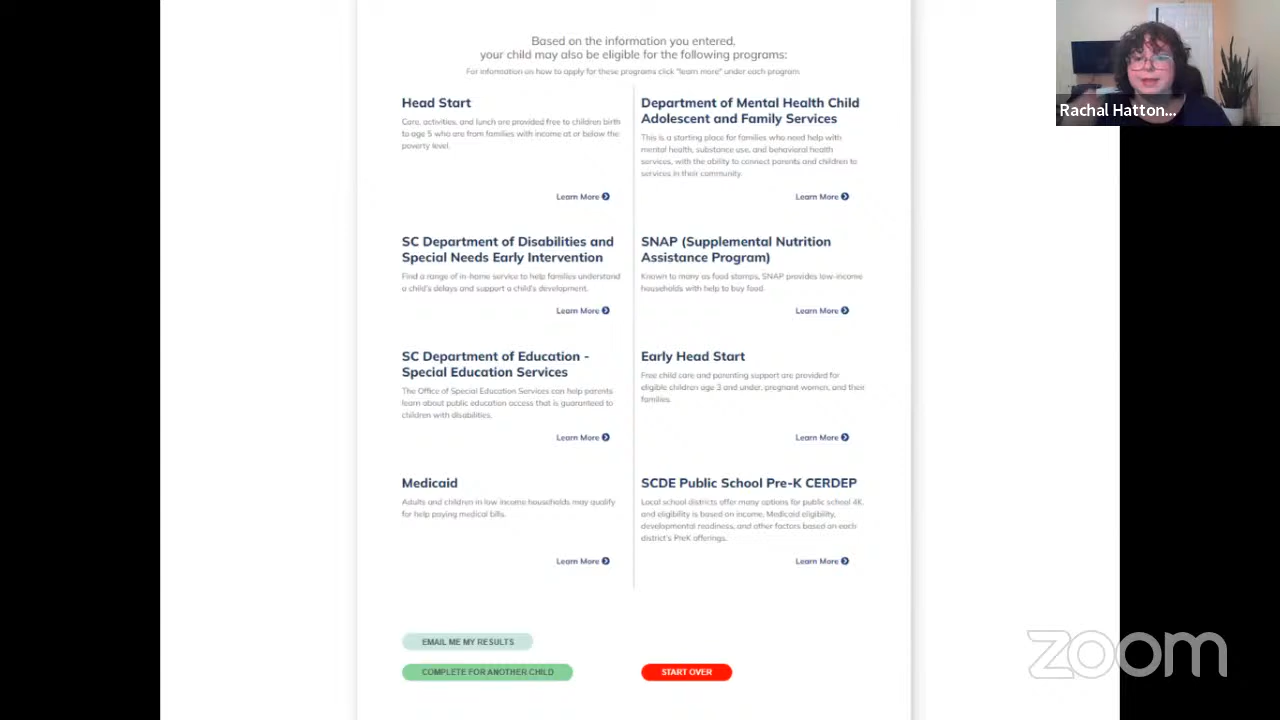 Based on the information you entered,
your child may also be eligible for the following programs:
For information on how to apply for these programs click "learn more" under each program
Head Start
Care, activities, and lunch are provided free to children birth
to age 5 who are from families with income at or below the
poverty level.
Learn More
Department of Mental Health Child
Adolescent and Family Services
This is a starting place for families who need help with
mental health, substance use, and behavioral health
services, with the ability to connect parents and children to
services in their community.
Learn More
SC Department of Disabilities and
Special Needs Early Intervention
Find a range of in-home service to help families understand
a child's delays and support a child's development.
Learn More
SNAP (Supplemental Nutrition
Assistance Program)
Known to many as food stamps, SNAP provides low-income
households with help to buy food.
Learn More
SC Department of Education -
Special Education Services
The Office of Special Education Services can help parents
learn about public education access that is guaranteed to
children with disabilities.
Learn More
Early Head Start
Free child care and parenting support are provided for
eligible children age 3 and under, pregnant women, and their
families.
Learn More
Medicaid
Adults and children in low income households may qualify
for help paying medical bills.
Learn More
SCDE Public School Pre-K CERDEP
Local school districts offer many options for public school 4K,
and eligibility is based on income, Medicaid eligibility,
developmental readiness, and other factors based on each
district's PreK offerings.
Learn More
EMAIL ME MY RESULTS
COMPLETE FOR ANOTHER CHILD
START OVER
Rachal Hatton...
zoom